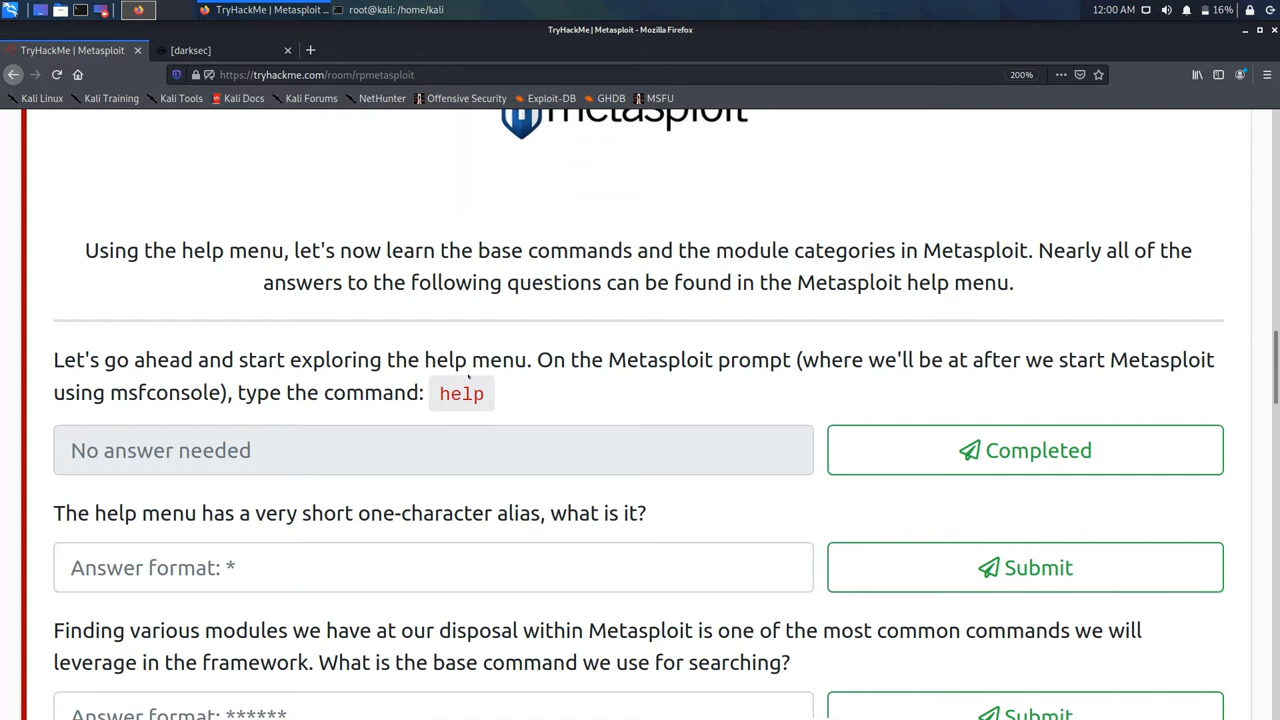 TryHackMe | Metasploit ...
root@kali: /home/kali
12:00 AM
16%
TryHackMe | Metasploit - Mozilla Firefox
TryHackMe | Metasploit
[darksec]
https://tryhackme.com/room/rpmetasploit
200%
Kali Linux
Kali Training
Kali Tools
Kali Docs
Kali Forums
NetHunter
Offensive Security
Exploit-DB
GHDB
MSFU
metasploit
Using the help menu, let's now learn the base commands and the module categories in Metasploit. Nearly all of the
answers to the following questions can be found in the Metasploit help menu.
Let's go ahead and start exploring the help menu. On the Metasploit prompt (where we'll be at after we start Metasploit
using msfconsole), type the command: help
No answer needed
Completed
The help menu has a very short one-character alias, what is it?
Answer format: *
Submit
Finding various modules we have at our disposal within Metasploit is one of the most common commands we will
leverage in the framework. What is the base command we use for searching?
Answer format: ******
Submit